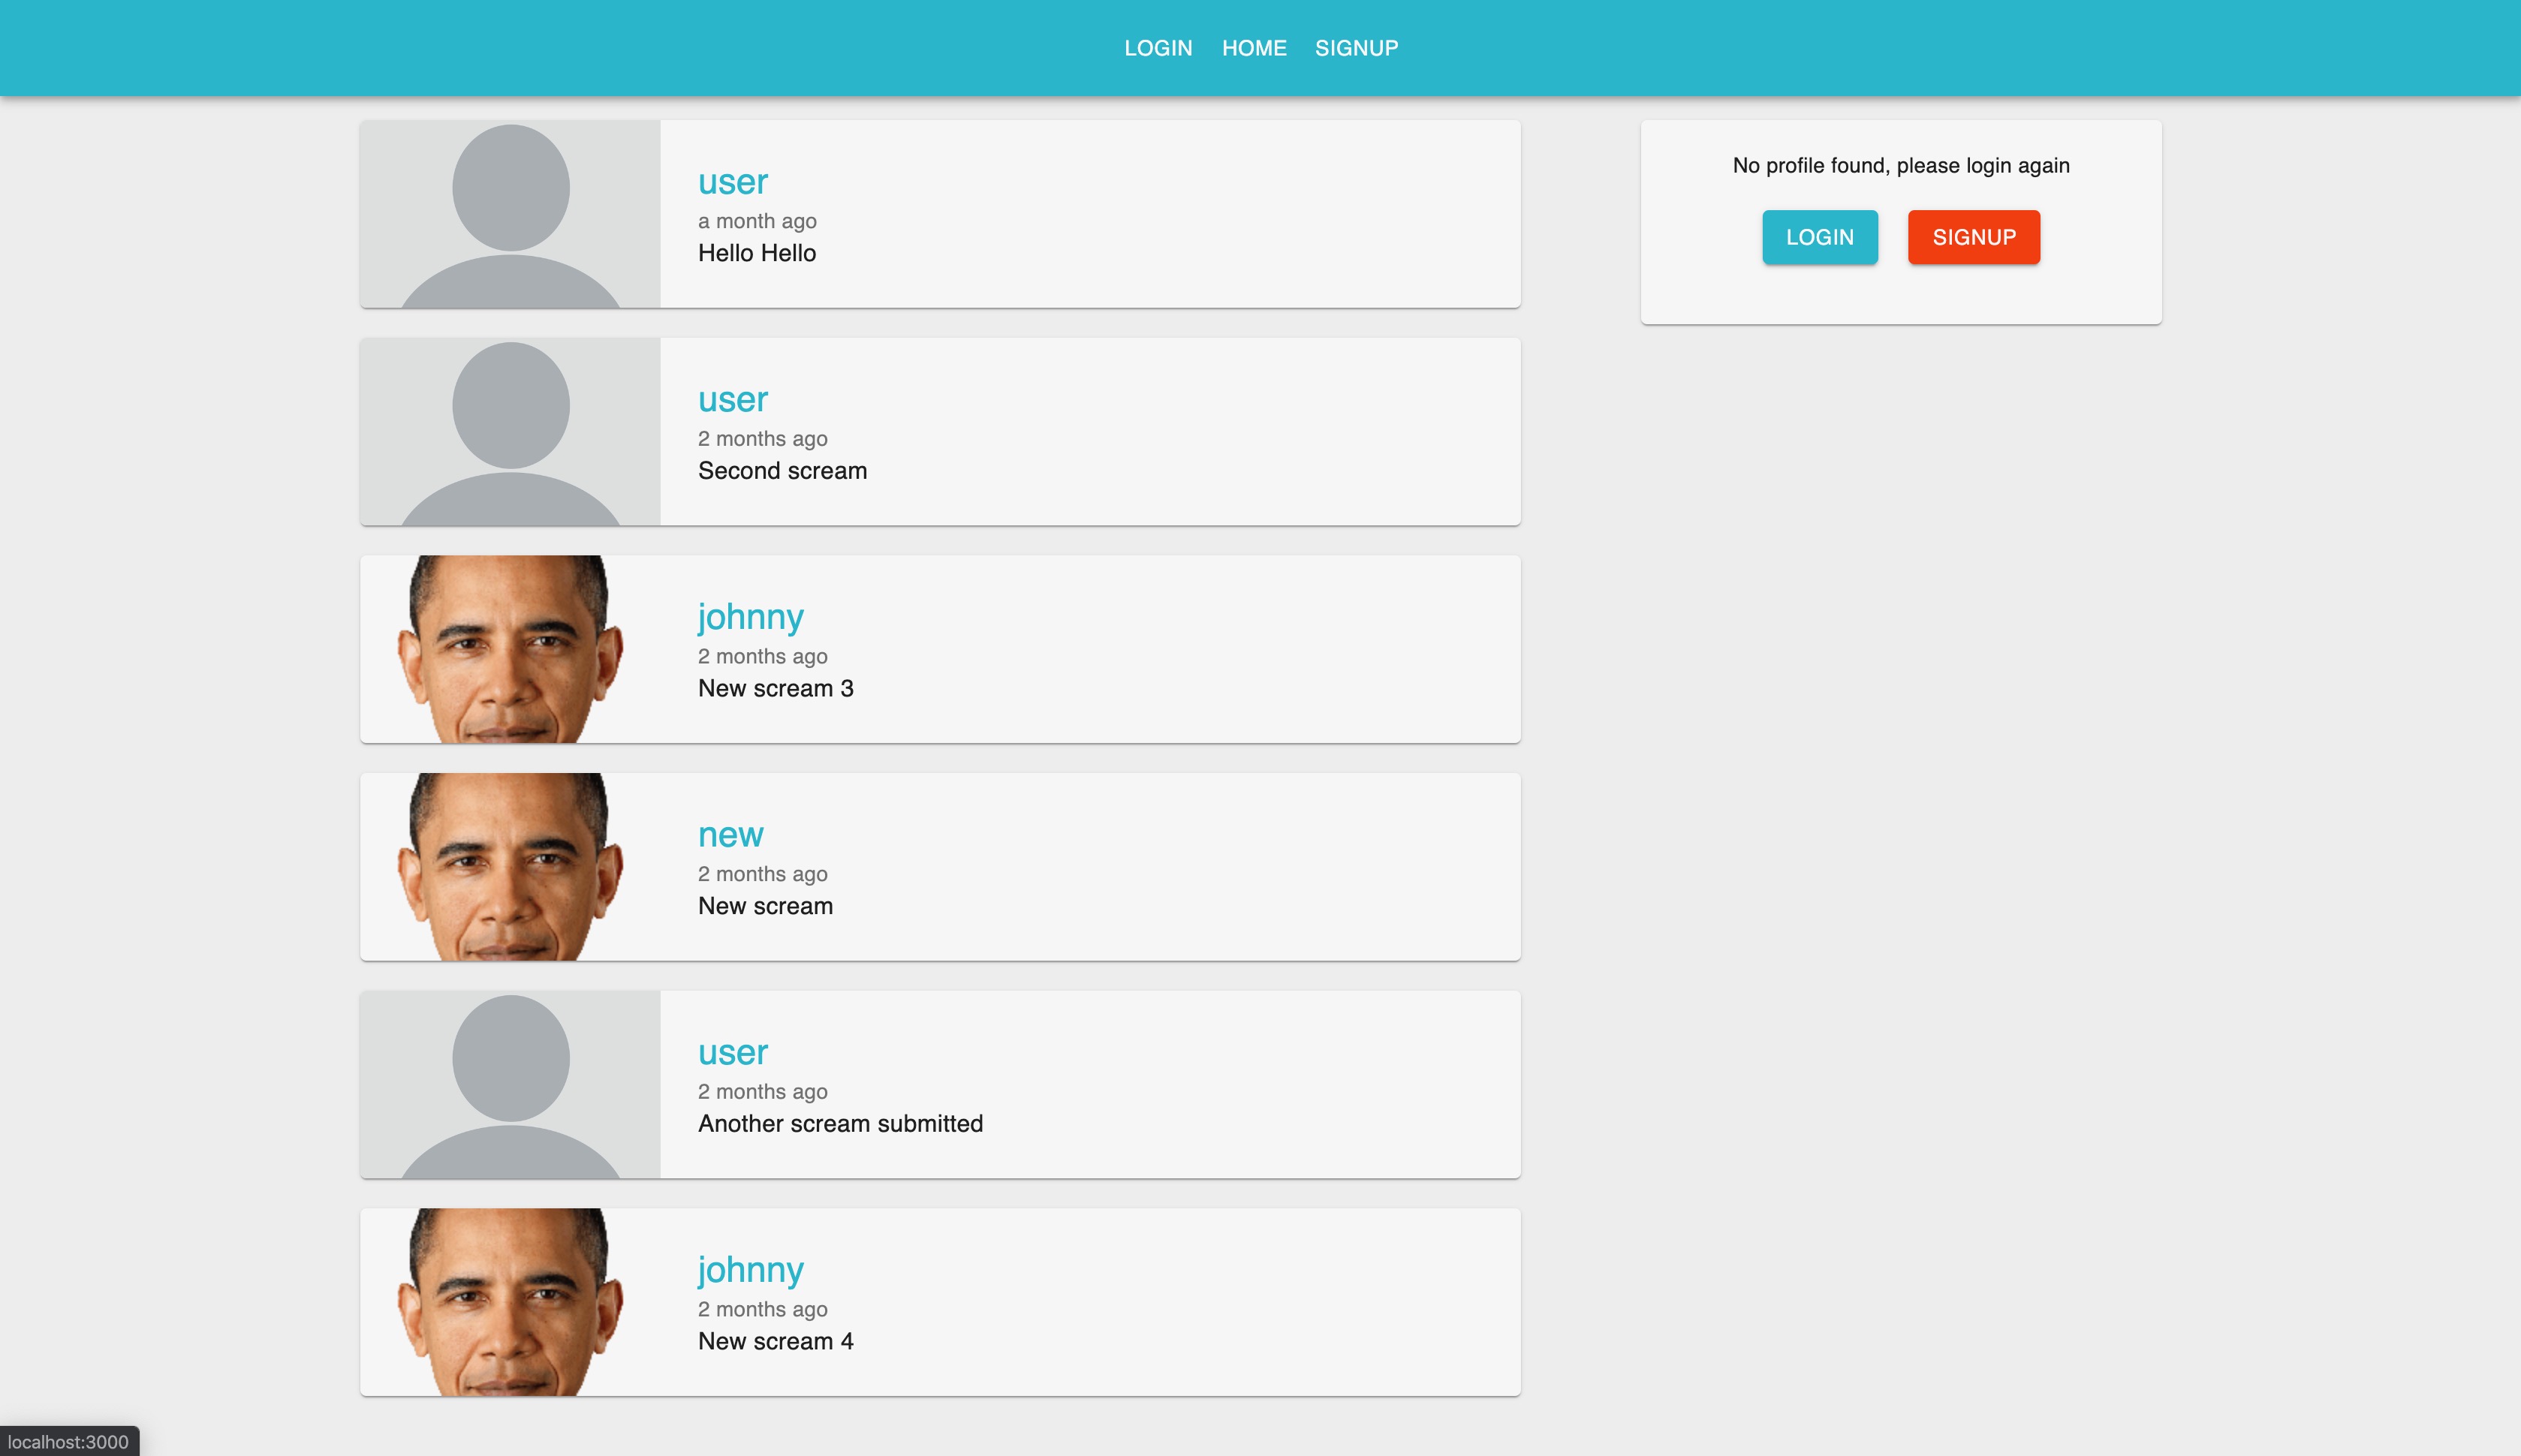 LOGIN HOME SIGNUP
user
a month ago
Hello Hello
user
2 months ago
Second scream
johnny
2 months ago
New scream 3
new
2 months ago
New scream
user
2 months ago
Another scream submitted
johnny
2 months ago
New scream 4
No profile found, please login again
LOGIN SIGNUP
localhost:3000